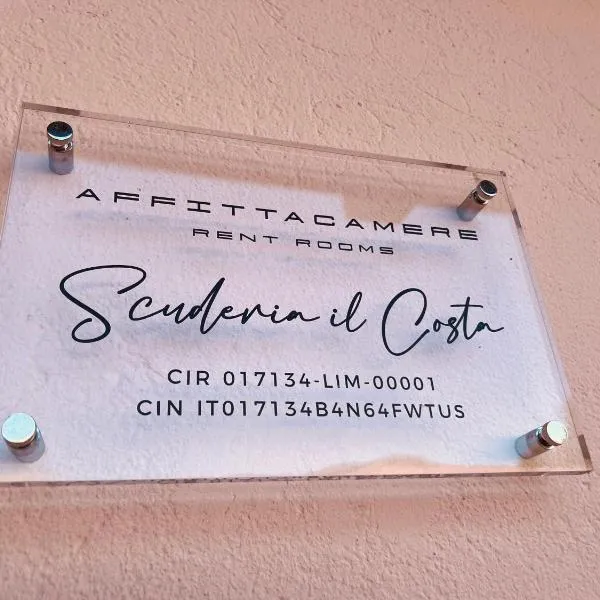 AFFITTACAMERE
RENT ROOMS
Scuderia il Costa
CIR 017134-LIM-00001
CIN IT017134B4N64FWTUS